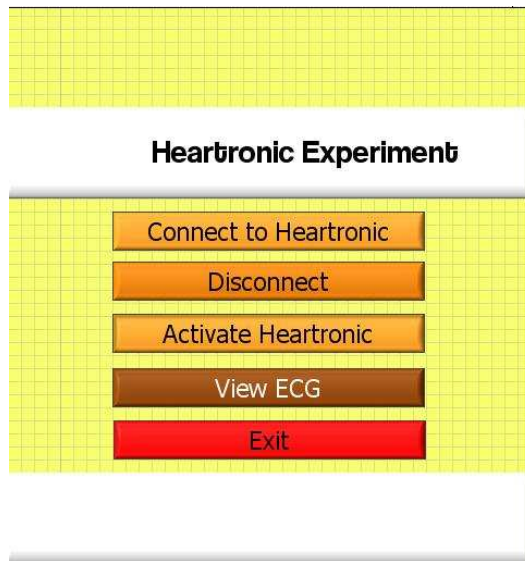 Heartronic Experiment
Connect to Heartronic
Disconnect
Activate Heartronic
View ECG
Exit